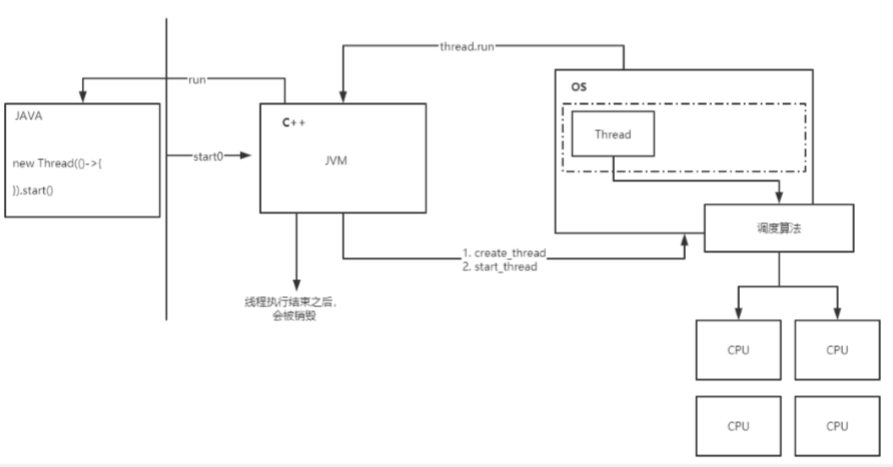 thread.run
run
OS
JAVA
C++
Thread
new Thread(()->{
start0
JVM
}).start()
调度算法
1. create_thread
2. start_thread
线程执行结束之后,
会被销毁
CPU
CPU
CPU
CPU